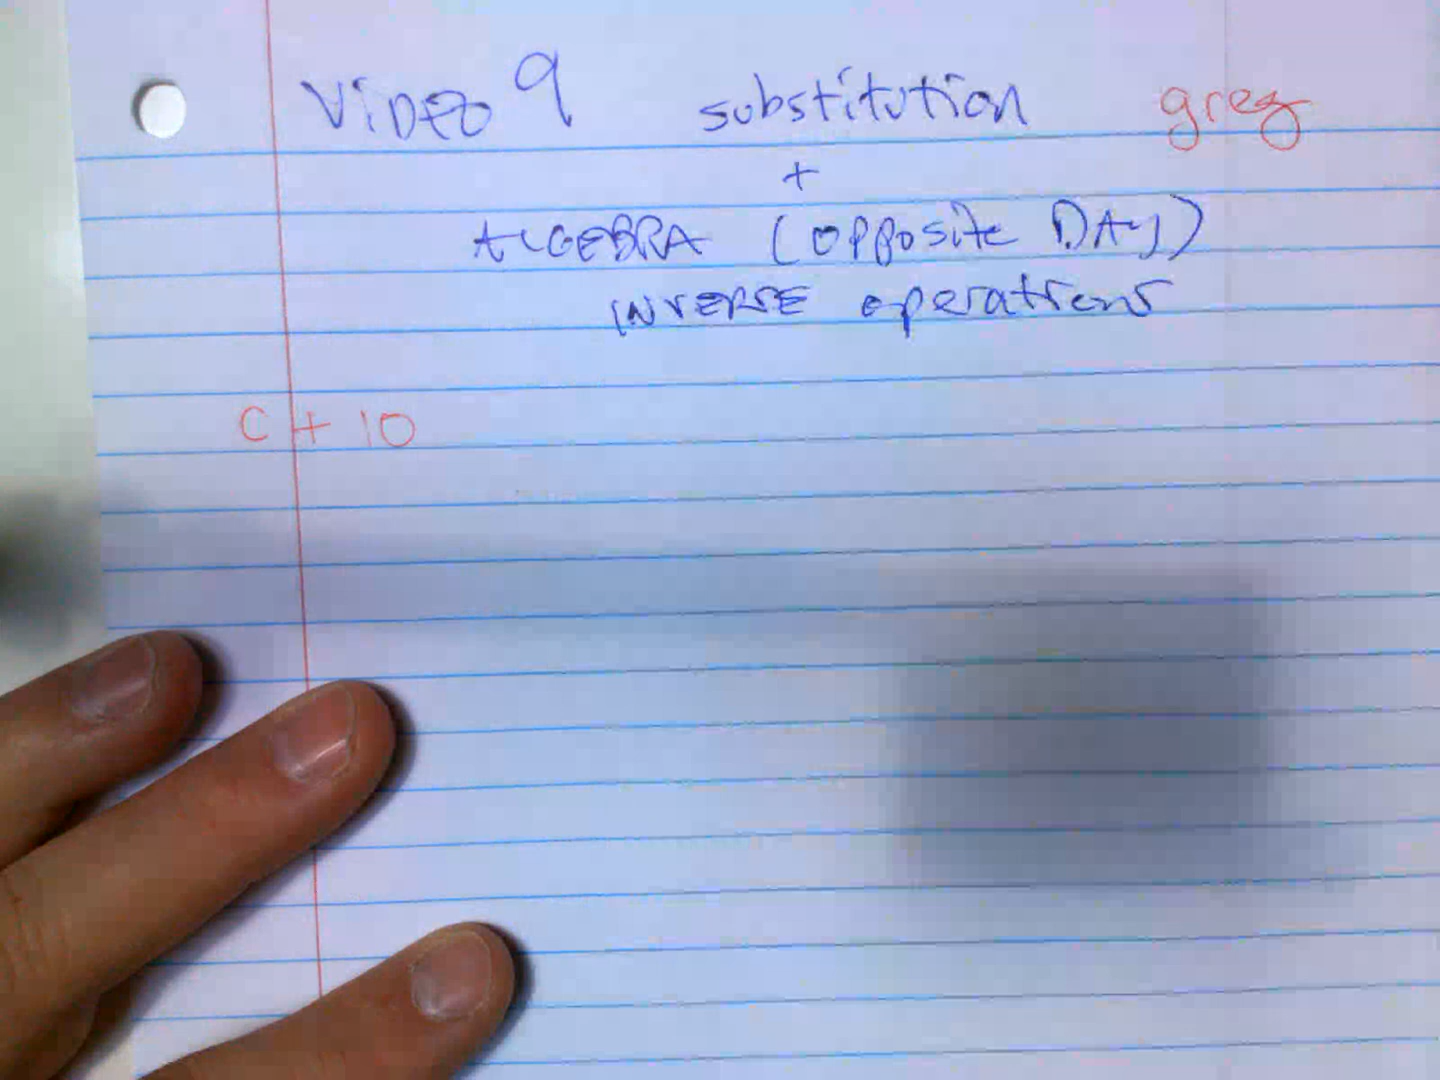 Video 9 substitution greg
+
ALGEBRA (opposite DAy)
INVERSE operations
C + 10